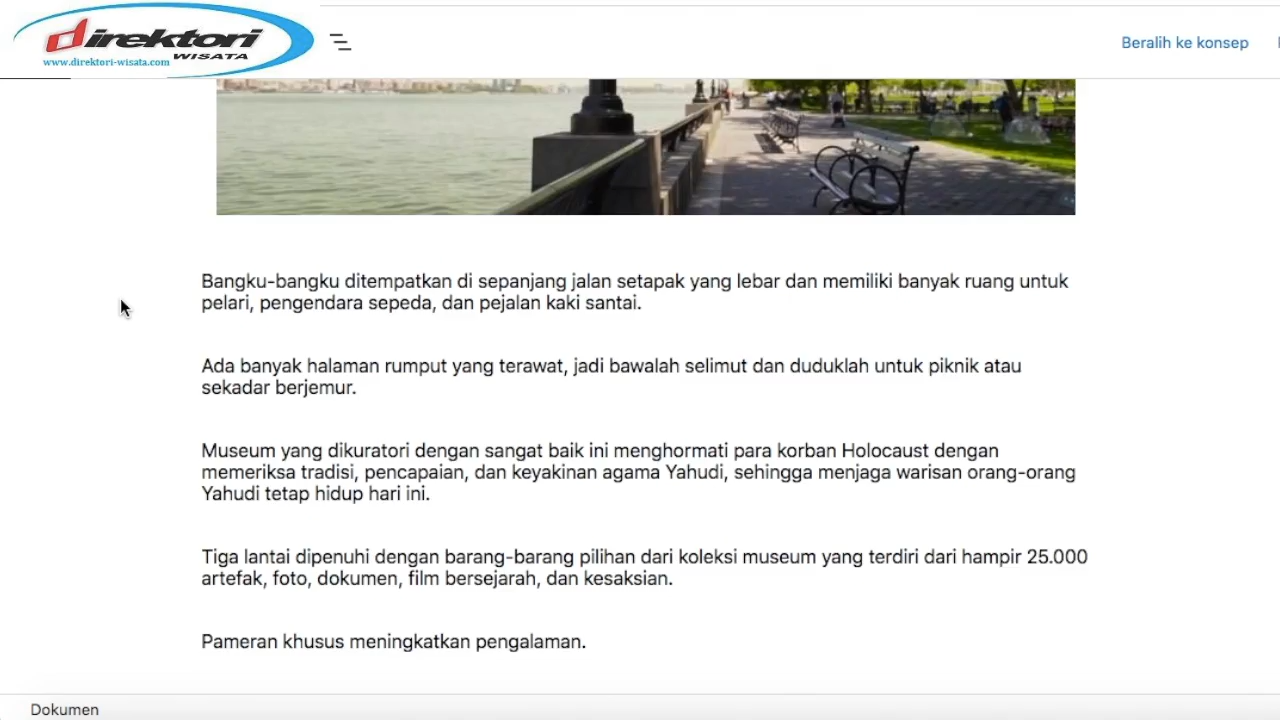 direktori
WISATA
www.direktori-wisata.com
Beralih ke konsep
Bangku-bangku ditempatkan di sepanjang jalan setapak yang lebar dan memiliki banyak ruang untuk
pelari, pengendara sepeda, dan pejalan kaki santai.
Ada banyak halaman rumput yang terawat, jadi bawalah selimut dan duduklah untuk piknik atau
sekadar berjemur.
Museum yang dikuratori dengan sangat baik ini menghormati para korban Holocaust dengan
memeriksa tradisi, pencapaian, dan keyakinan agama Yahudi, sehingga menjaga warisan orang-orang
Yahudi tetap hidup hari ini.
Tiga lantai dipenuhi dengan barang-barang pilihan dari koleksi museum yang terdiri dari hampir 25.000
artefak, foto, dokumen, film bersejarah, dan kesaksian.
Pameran khusus meningkatkan pengalaman.
Dokumen